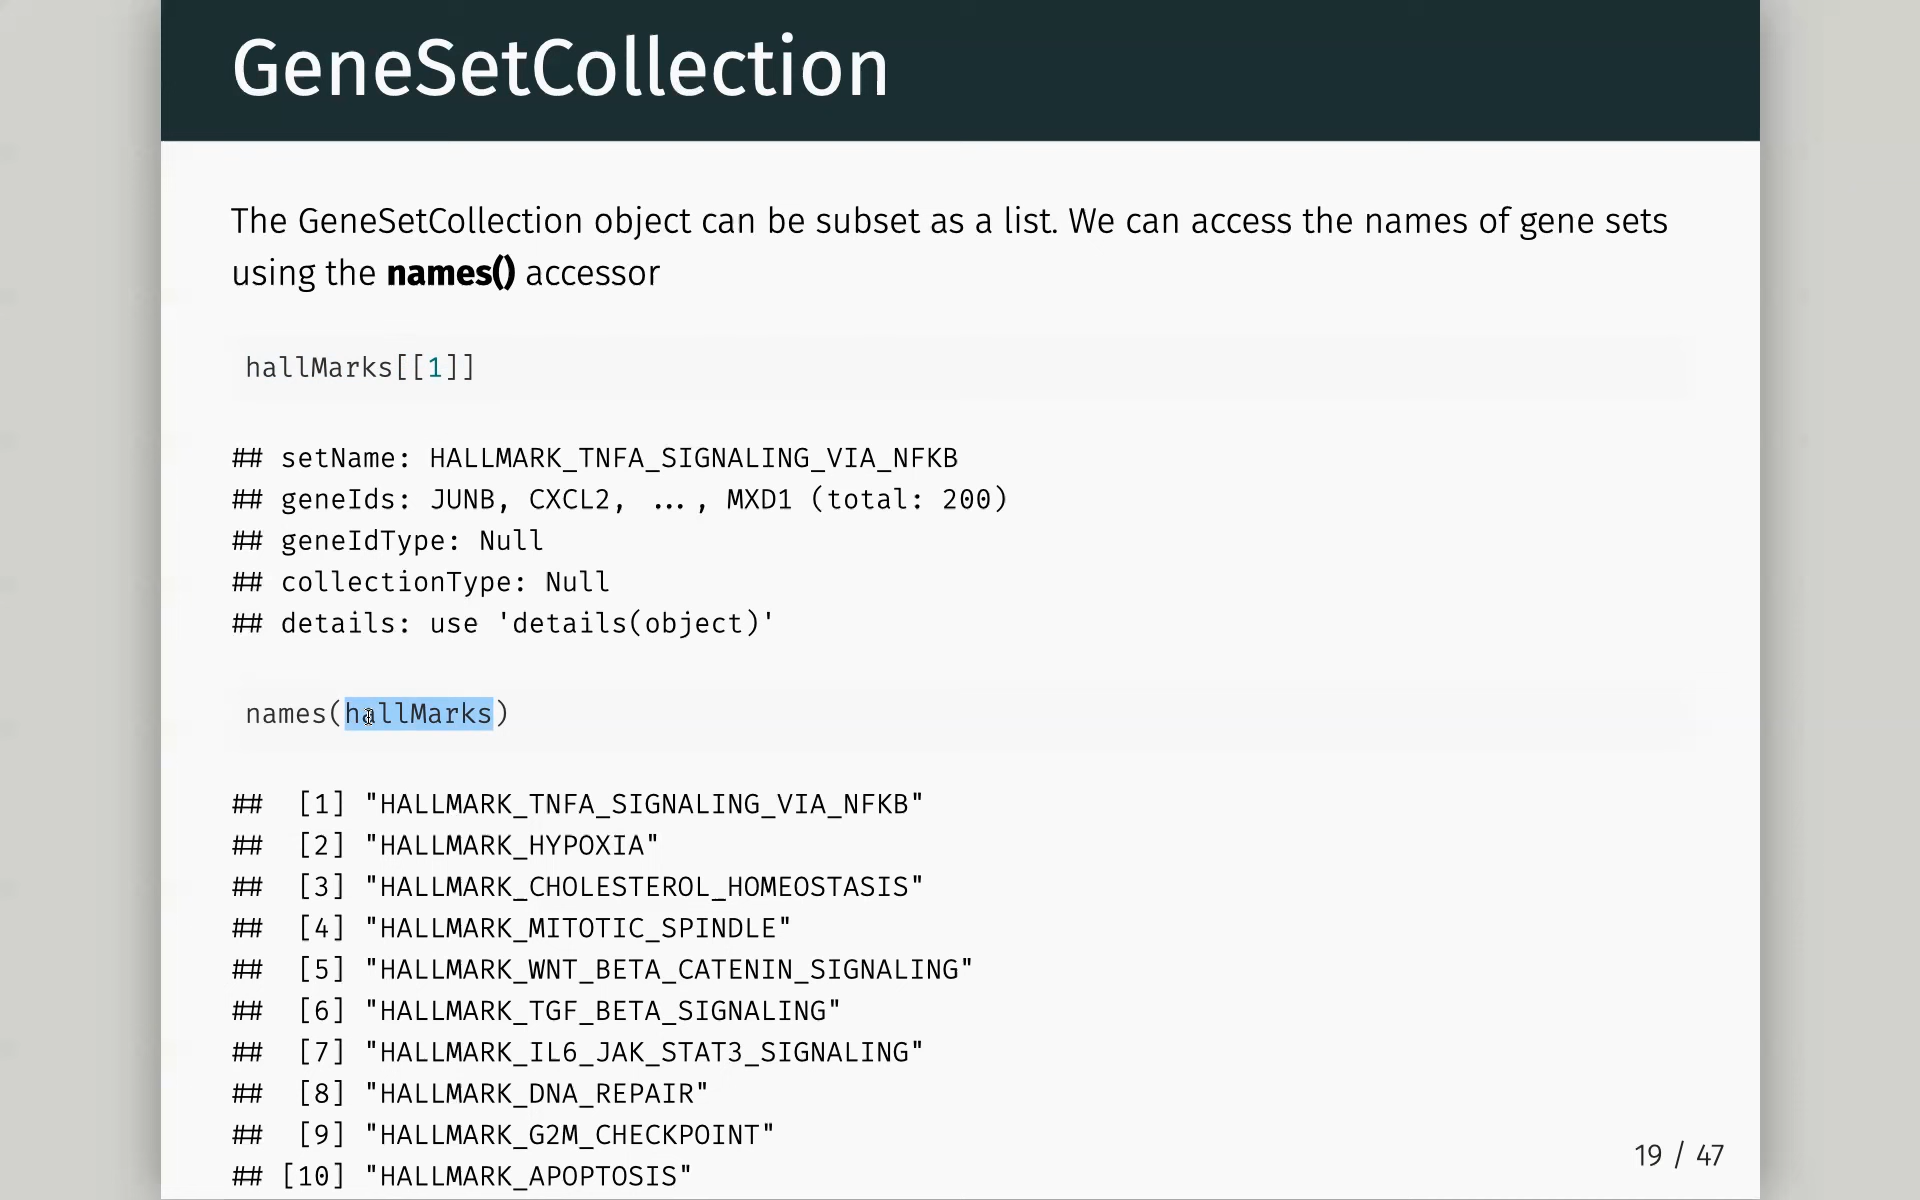 GeneSetCollection
The GeneSetCollection object can be subset as a list. We can access the names of gene sets
using the names() accessor
hallMarks[[1]]
## setName: HALLMARK_TNFA_SIGNALING_VIA_NFKB
## geneIds: JUNB, CXCL2, ..., MXD1 (total: 200)
## geneIdType: Null
## collectionType: Null
## details: use 'details(object)'
names(hallMarks)
##  [1] "HALLMARK_TNFA_SIGNALING_VIA_NFKB"
##  [2] "HALLMARK_HYPOXIA"
##  [3] "HALLMARK_CHOLESTEROL_HOMEOSTASIS"
##  [4] "HALLMARK_MITOTIC_SPINDLE"
##  [5] "HALLMARK_WNT_BETA_CATENIN_SIGNALING"
##  [6] "HALLMARK_TGF_BETA_SIGNALING"
##  [7] "HALLMARK_IL6_JAK_STAT3_SIGNALING"
##  [8] "HALLMARK_DNA_REPAIR"
##  [9] "HALLMARK_G2M_CHECKPOINT"
## [10] "HALLMARK_APOPTOSIS"
19 / 47